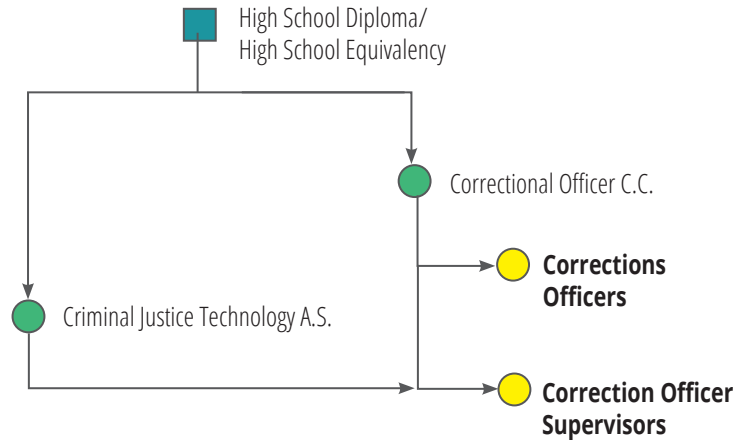 High School Diploma/
High School Equivalency
Correctional Officer C.C.
Corrections
Officers
Criminal Justice Technology A.S.
Correction Officer
Supervisors